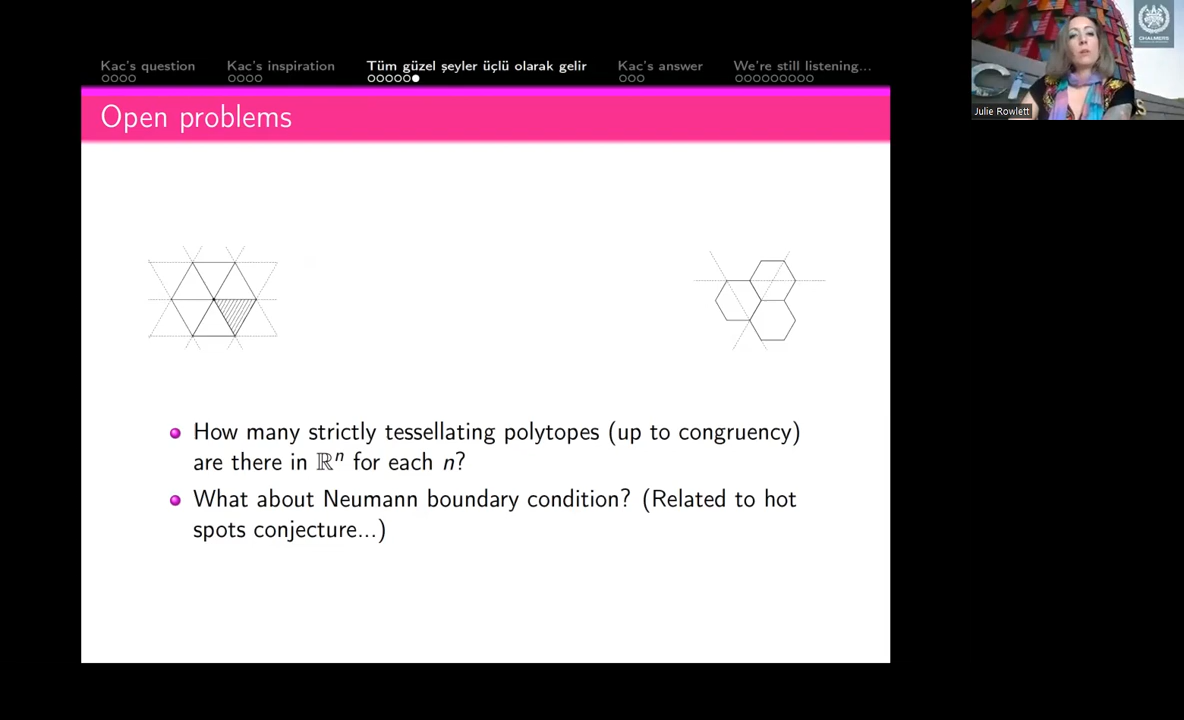 Kac's question
Kac's inspiration
Tüm güzel şeyler üçlü olarak gelir
Kac's answer
We're still listening...
Open problems
How many strictly tessellating polytopes (up to congruency)
are there in ℝⁿ for each n?
What about Neumann boundary condition? (Related to hot
spots conjecture...)
CHALMERS
Julie Rowlett